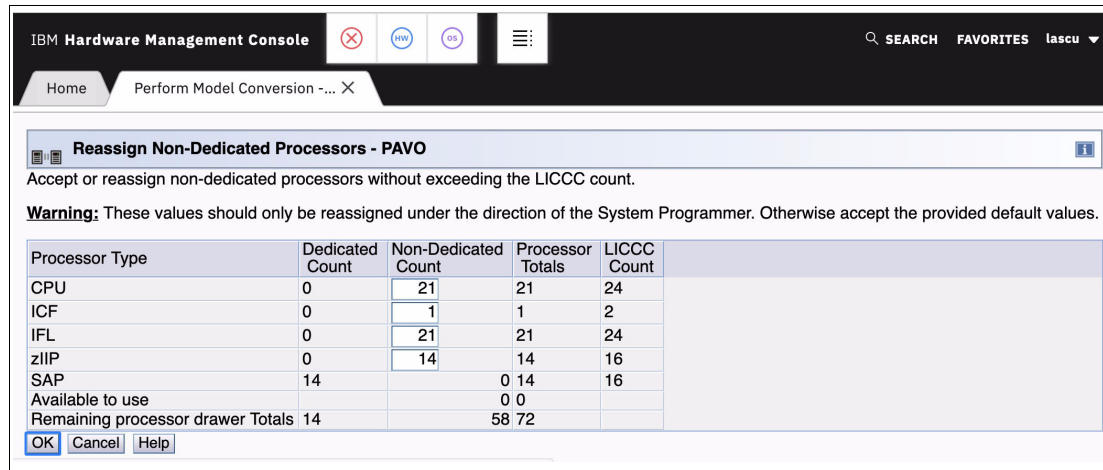 IBM Hardware Management Console HW OS SEARCH FAVORITES lascu
Home Perform Model Conversion -...
Reassign Non-Dedicated Processors - PAVO i
Accept or reassign non-dedicated processors without exceeding the LICCC count.
Warning: These values should only be reassigned under the direction of the System Programmer. Otherwise accept the provided default values.
Processor Type Dedicated Count Non-Dedicated Count Processor Totals LICCC Count
CPU 0 21 21 24
ICF 0 1 1 2
IFL 0 21 21 24
zIIP 0 14 14 16
SAP 14 0 14 16
Available to use 0 0
Remaining processor drawer Totals 14 58 72
OK Cancel Help